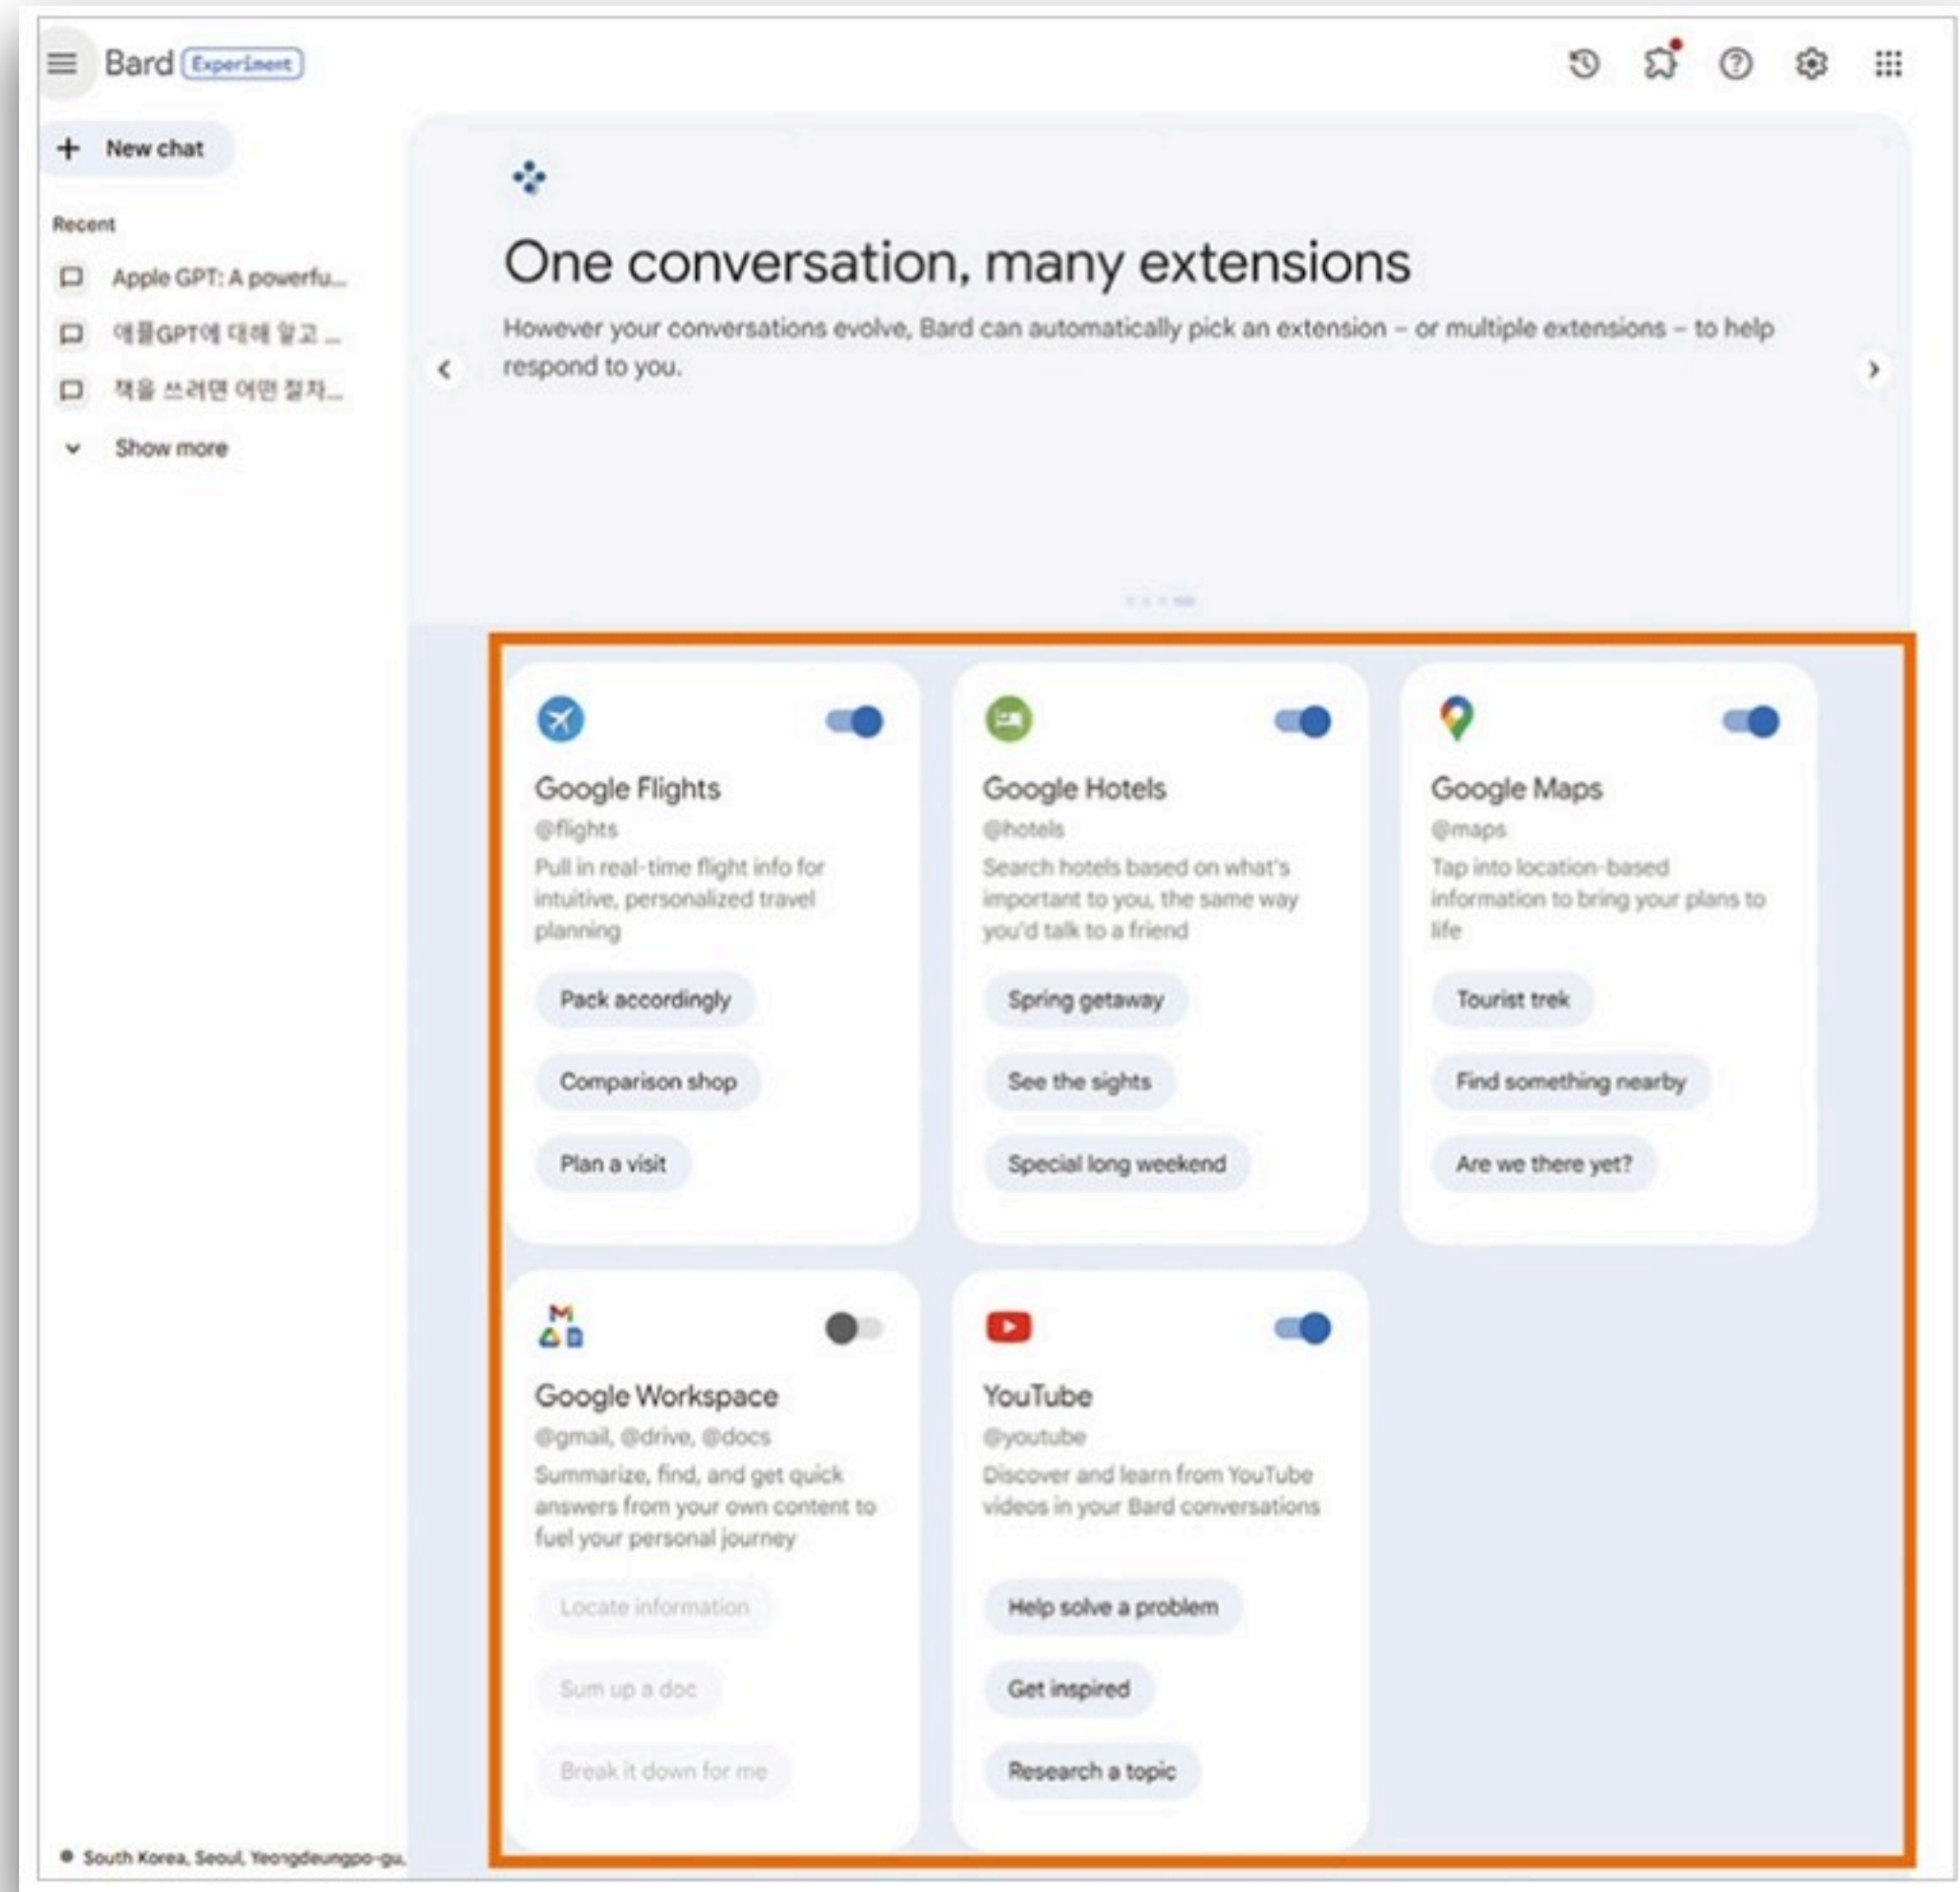 Bard Experiment
+ New chat
Recent
Apple GPT: A powerfu...
애플GPT에 대해 알고 ...
책을 쓰려면 어떤 절차...
Show more
South Korea, Seoul, Yeongdeungpo-gu,
One conversation, many extensions
However your conversations evolve, Bard can automatically pick an extension – or multiple extensions – to help
respond to you.
Google Flights
@flights
Pull in real-time flight info for
intuitive, personalized travel
planning
Pack accordingly
Comparison shop
Plan a visit
Google Hotels
@hotels
Search hotels based on what's
important to you, the same way
you'd talk to a friend
Spring getaway
See the sights
Special long weekend
Google Maps
@maps
Tap into location-based
information to bring your plans to
life
Tourist trek
Find something nearby
Are we there yet?
Google Workspace
@gmail, @drive, @docs
Summarize, find, and get quick
answers from your own content to
fuel your personal journey
Locate information
Sum up a doc
Break it down for me
YouTube
@youtube
Discover and learn from YouTube
videos in your Bard conversations
Help solve a problem
Get inspired
Research a topic